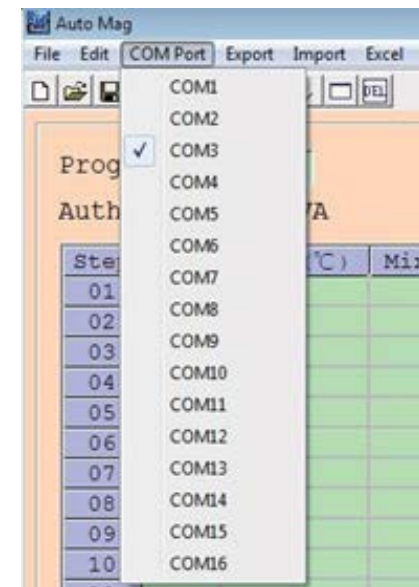 Auto Mag
File Edit COM Port Export Import Excel
DEL
COM1
COM2
COM3
COM4
COM5
COM6
COM7
COM8
COM9
COM10
COM11
COM12
COM13
COM14
COM15
COM16
Prog
Auth VA
Ste (℃) Mix
01
02
03
04
05
06
07
08
09
10